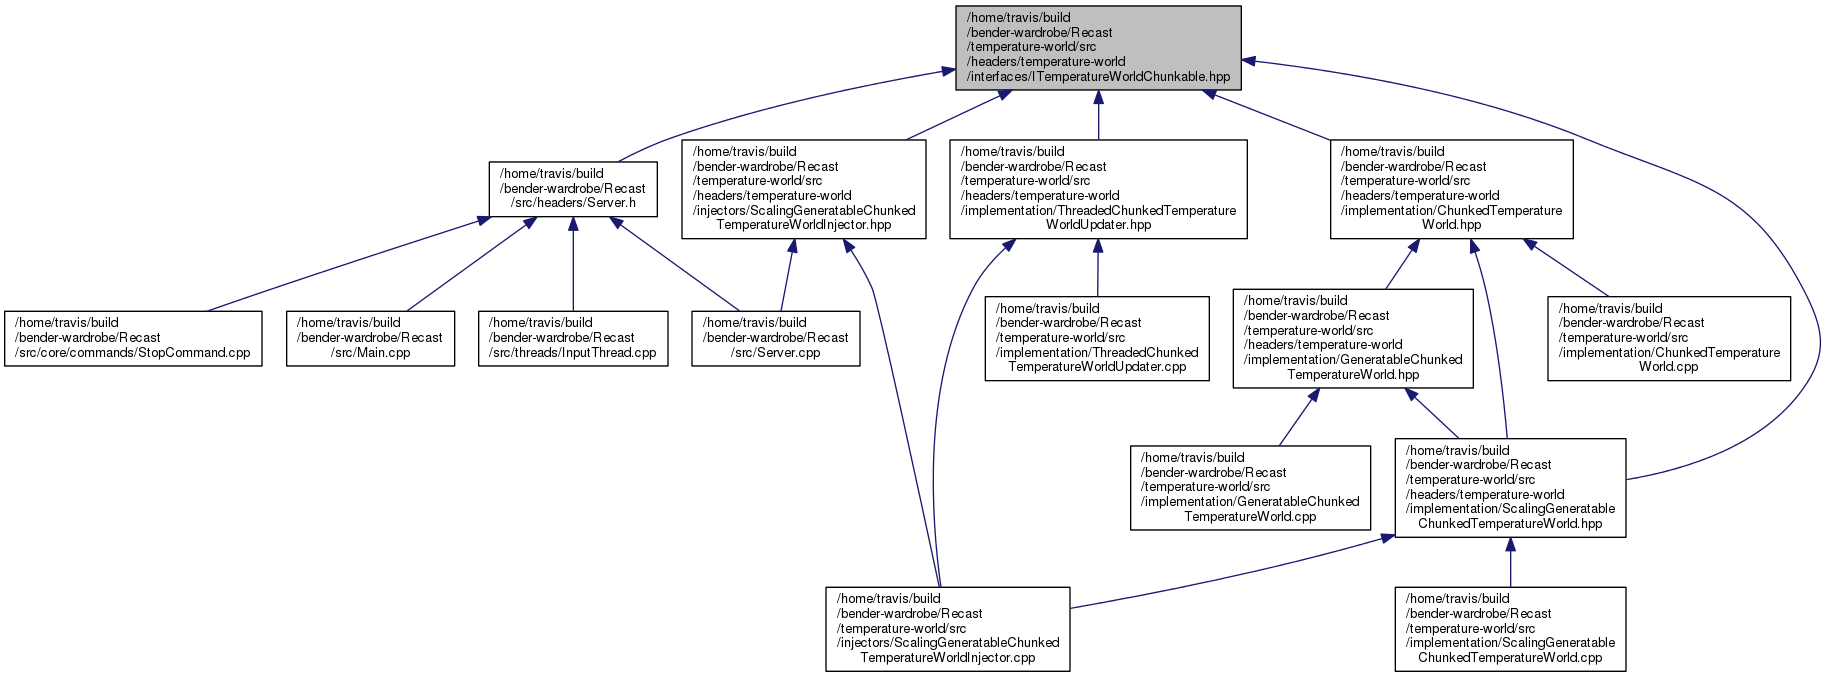 /home/travis/build
/bender-wardrobe/Recast
/temperature-world/src
/headers/temperature-world
/interfaces/ITemperatureWorldChunkable.hpp
/home/travis/build
/bender-wardrobe/Recast
/src/headers/Server.h
/home/travis/build
/bender-wardrobe/Recast
/temperature-world/src
/headers/temperature-world
/injectors/ScalingGeneratableChunked
TemperatureWorldInjector.hpp
/home/travis/build
/bender-wardrobe/Recast
/temperature-world/src
/headers/temperature-world
/implementation/ThreadedChunkedTemperature
WorldUpdater.hpp
/home/travis/build
/bender-wardrobe/Recast
/temperature-world/src
/headers/temperature-world
/implementation/ChunkedTemperature
World.hpp
/home/travis/build
/bender-wardrobe/Recast
/src/core/commands/StopCommand.cpp
/home/travis/build
/bender-wardrobe/Recast
/src/Main.cpp
/home/travis/build
/bender-wardrobe/Recast
/src/threads/InputThread.cpp
/home/travis/build
/bender-wardrobe/Recast
/src/Server.cpp
/home/travis/build
/bender-wardrobe/Recast
/temperature-world/src
/implementation/ThreadedChunked
TemperatureWorldUpdater.cpp
/home/travis/build
/bender-wardrobe/Recast
/temperature-world/src
/headers/temperature-world
/implementation/GeneratableChunked
TemperatureWorld.hpp
/home/travis/build
/bender-wardrobe/Recast
/temperature-world/src
/implementation/ChunkedTemperature
World.cpp
/home/travis/build
/bender-wardrobe/Recast
/temperature-world/src
/implementation/GeneratableChunked
TemperatureWorld.cpp
/home/travis/build
/bender-wardrobe/Recast
/temperature-world/src
/headers/temperature-world
/implementation/ScalingGeneratable
ChunkedTemperatureWorld.hpp
/home/travis/build
/bender-wardrobe/Recast
/temperature-world/src
/injectors/ScalingGeneratableChunked
TemperatureWorldInjector.cpp
/home/travis/build
/bender-wardrobe/Recast
/temperature-world/src
/implementation/ScalingGeneratable
ChunkedTemperatureWorld.cpp